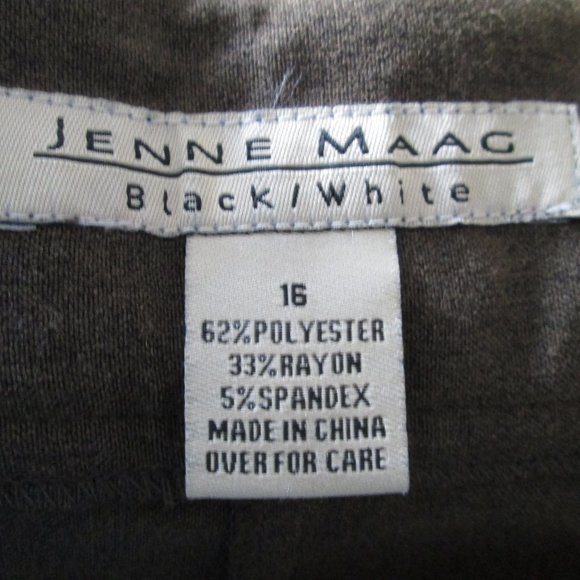 JENNE MAAG
Black/White
16
62%POLYESTER
33%RAYON
5%SPANDEX
MADE IN CHINA
OVER FOR CARE